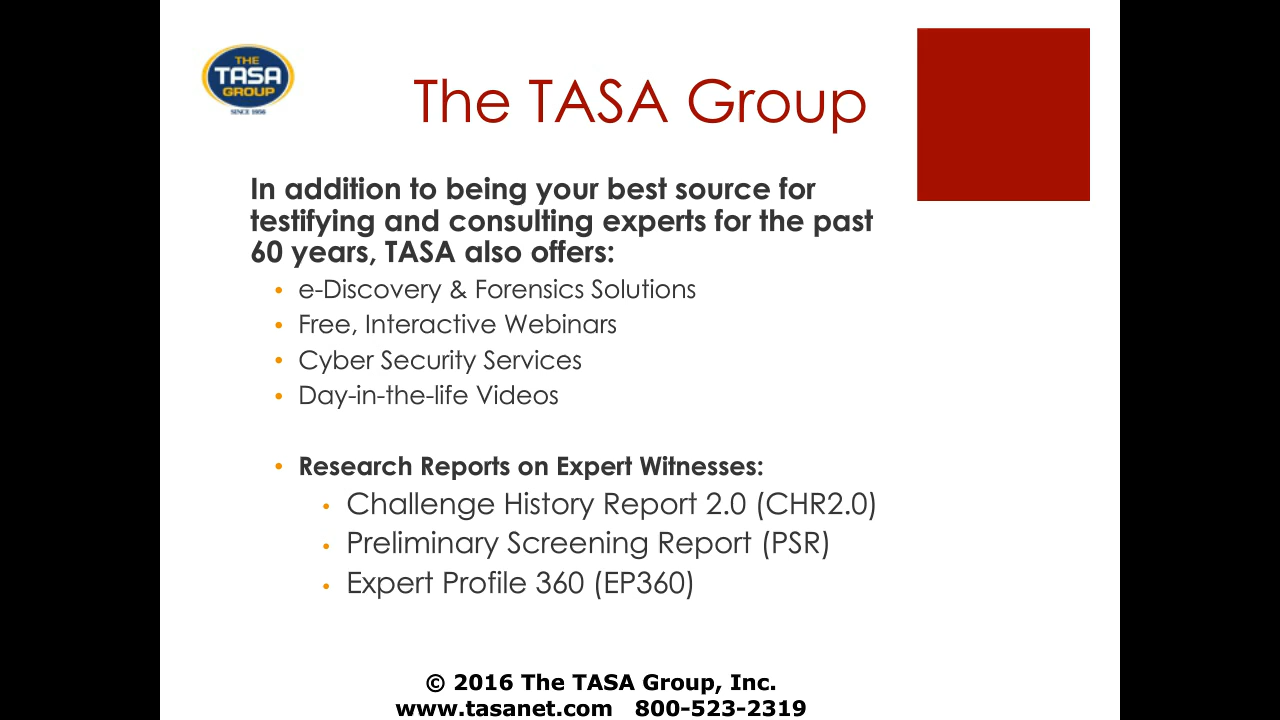 THE
TASA
GROUP
SINCE 1956
The TASA Group
In addition to being your best source for
testifying and consulting experts for the past
60 years, TASA also offers:
• e-Discovery & Forensics Solutions
• Free, Interactive Webinars
• Cyber Security Services
• Day-in-the-life Videos
• Research Reports on Expert Witnesses:
• Challenge History Report 2.0 (CHR2.0)
• Preliminary Screening Report (PSR)
• Expert Profile 360 (EP360)
© 2016 The TASA Group, Inc.
www.tasanet.com 800-523-2319